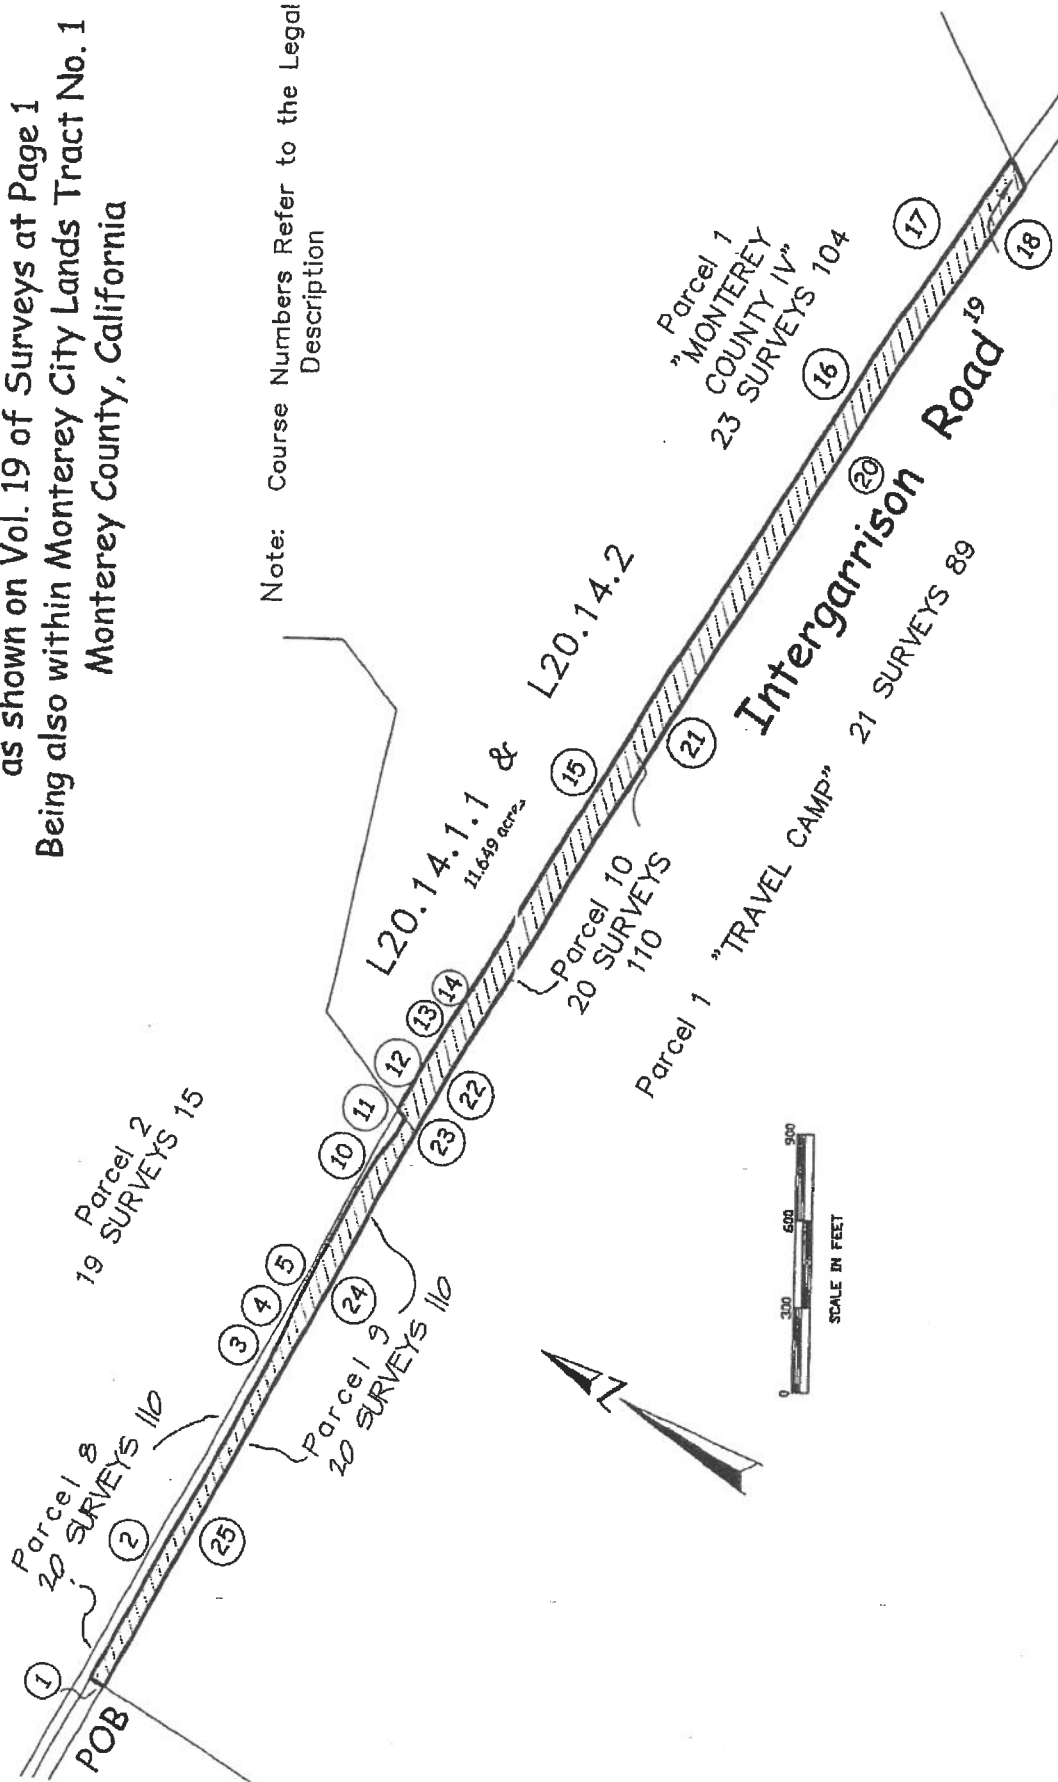 as shown on Vol. 19 of Surveys at Page 1
Being also within Monterey City Lands Tract No. 1
Monterey County, California
Note: Course Numbers Refer to the Legal
Description
Parcel 1
"MONTEREY
COUNTY IV"
23 SURVEYS 104
L20.14.1.1 &
11.649 acres
L20.14.2
Parcel 2
19 SURVEYS 15
Parcel 8
20 SURVEYS 110
Parcel 9
20 SURVEYS 110
Parcel 10
20 SURVEYS
110
Intergarrison Road
Parcel 1 "TRAVEL CAMP" 21 SURVEYS 89
POB
1
2
3
4
5
10
11
12
13
14
15
16
17
18
19
20
21
22
23
24
25
N
0 300 600 900
SCALE IN FEET